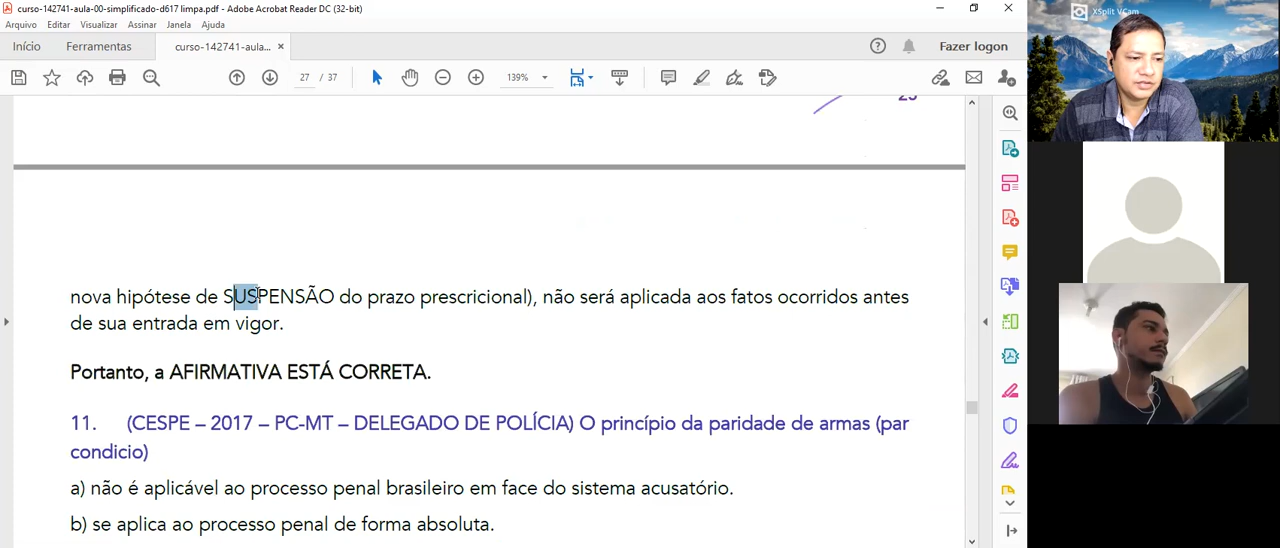 curso-142741-aula-00-simplificado-d617 limpa.pdf - Adobe Acrobat Reader DC (32-bit)
Arquivo Editar Visualizar Assinar Janela Ajuda
Início Ferramentas curso-142741-aula... × Fazer logon
27 / 37 139%
XSplit VCam
nova hipótese de SUSPENSÃO do prazo prescricional), não será aplicada aos fatos ocorridos antes
de sua entrada em vigor.
Portanto, a AFIRMATIVA ESTÁ CORRETA.
11. (CESPE – 2017 – PC-MT – DELEGADO DE POLÍCIA) O princípio da paridade de armas (par
condicio)
a) não é aplicável ao processo penal brasileiro em face do sistema acusatório.
b) se aplica ao processo penal de forma absoluta.